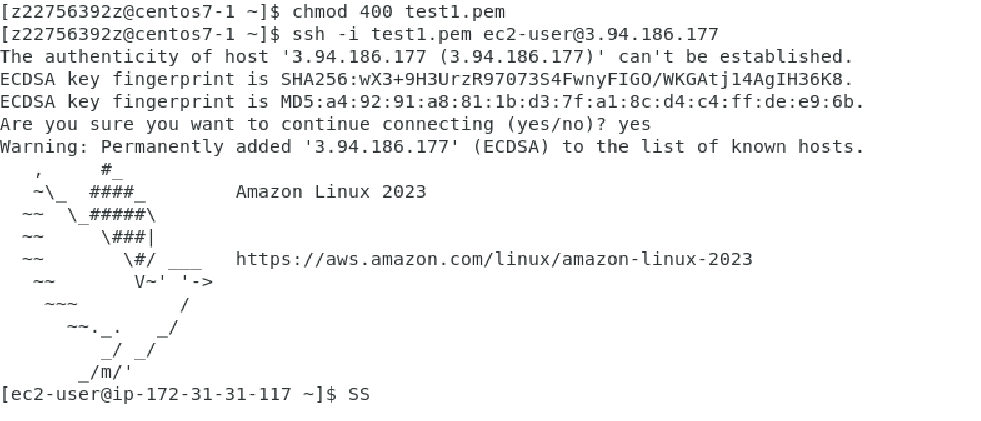 [z22756392z@centos7-1 ~]$ chmod 400 test1.pem
[z22756392z@centos7-1 ~]$ ssh -i test1.pem ec2-user@3.94.186.177
The authenticity of host '3.94.186.177 (3.94.186.177)' can't be established.
ECDSA key fingerprint is SHA256:wX3+9H3UrzR97073S4FwnyFIGO/WKGAtj14AgIH36K8.
ECDSA key fingerprint is MD5:a4:92:91:a8:81:1b:d3:7f:a1:8c:d4:c4:ff:de:e9:6b.
Are you sure you want to continue connecting (yes/no)? yes
Warning: Permanently added '3.94.186.177' (ECDSA) to the list of known hosts.
   ,     #_
   ~\_  ####_        Amazon Linux 2023
  ~~  \_#####\
  ~~     \###|
  ~~       \#/ ___   https://aws.amazon.com/linux/amazon-linux-2023
   ~~       V~' '->
    ~~~         /
      ~~._.   _/
         _/ _/
       _/m/'
[ec2-user@ip-172-31-31-117 ~]$ SS